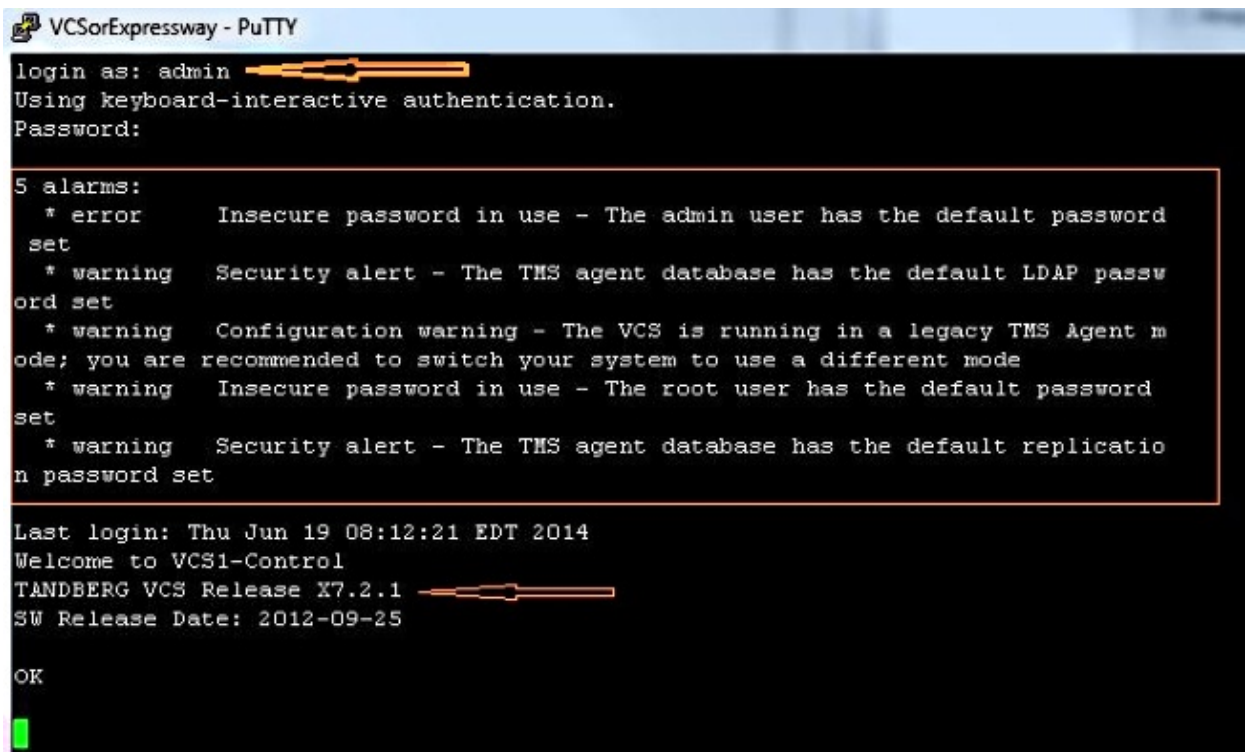 VCSorExpressway - PuTTY
login as: admin
Using keyboard-interactive authentication.
Password:
5 alarms:
* error Insecure password in use - The admin user has the default password
set
* warning Security alert - The TMS agent database has the default LDAP passw
ord set
* warning Configuration warning - The VCS is running in a legacy TMS Agent m
ode; you are recommended to switch your system to use a different mode
* warning Insecure password in use - The root user has the default password
set
* warning Security alert - The TMS agent database has the default replicatio
n password set
Last login: Thu Jun 19 08:12:21 EDT 2014
Welcome to VCS1-Control
TANDBERG VCS Release X7.2.1
SW Release Date: 2012-09-25
OK